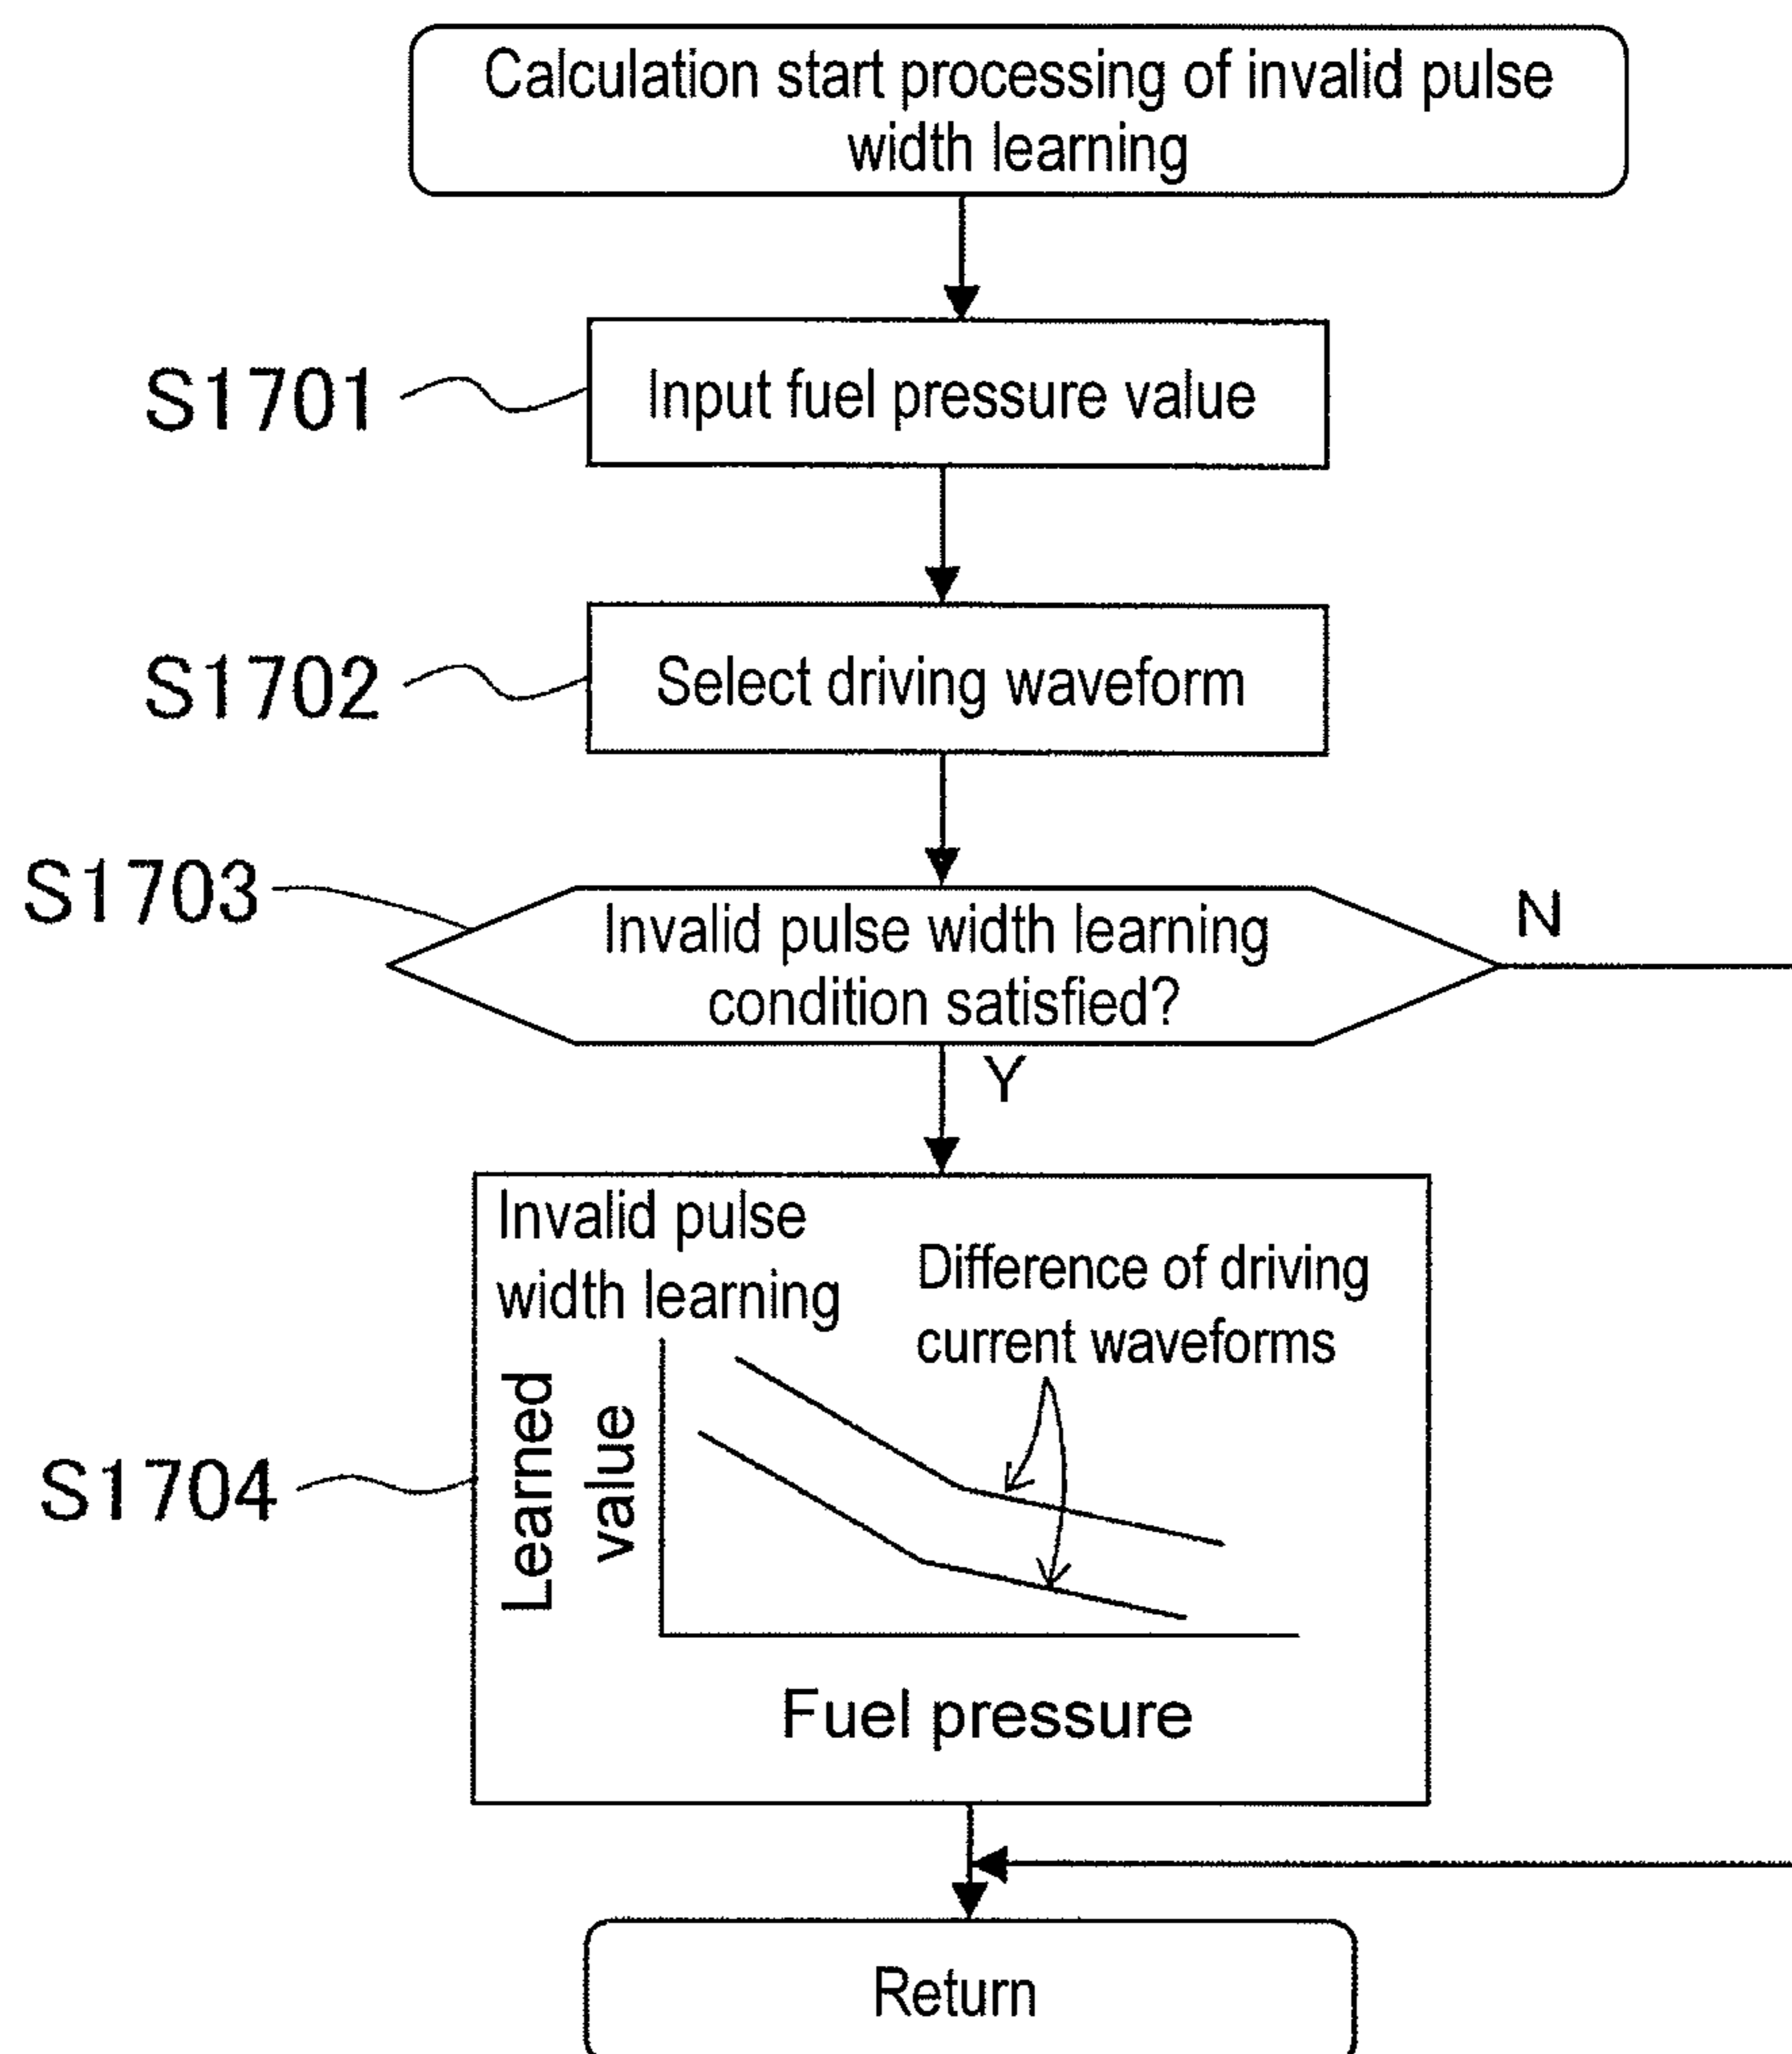 Calculation start processing of invalid pulse
width learning
S1701
Input fuel pressure value
S1702
Select driving waveform
S1703
Invalid pulse width learning
condition satisfied?
N
Y
Invalid pulse
width learning
Difference of driving
current waveforms
Learned
value
S1704
Fuel pressure
Return